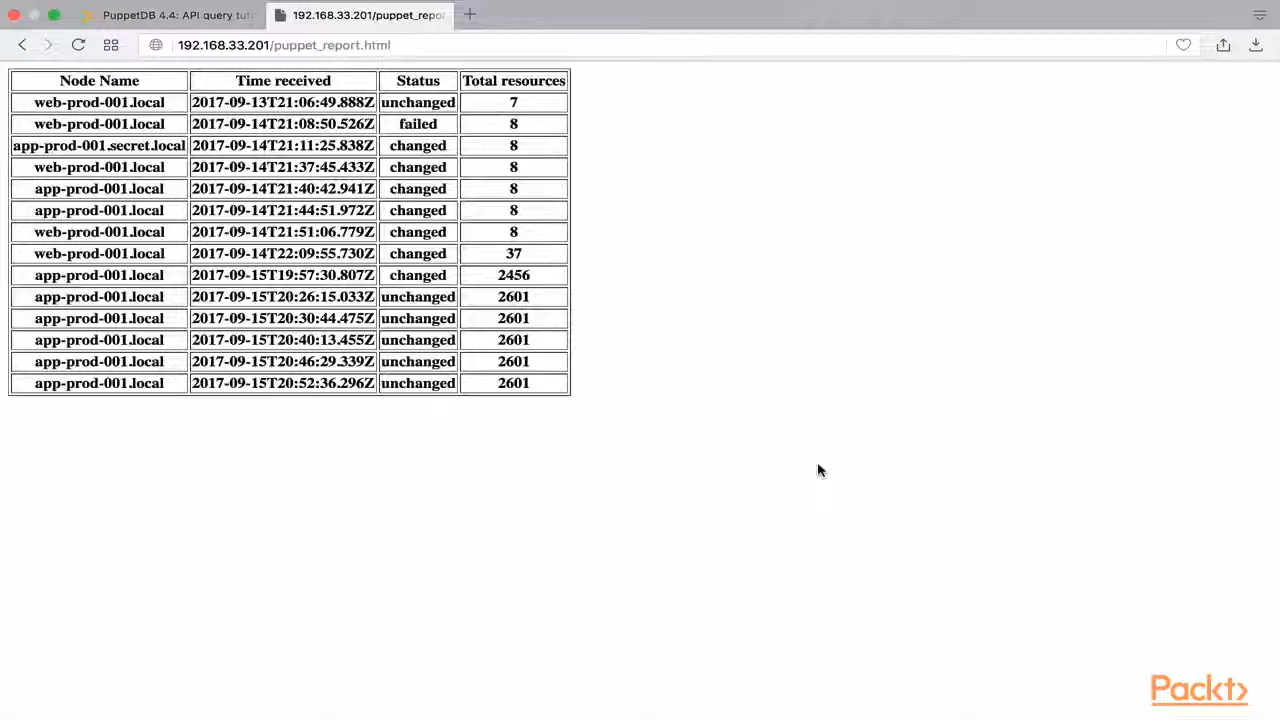 PuppetDB 4.4: API query tut
192.168.33.201/puppet_repo
192.168.33.201/puppet_report.html
Node Name Time received Status Total resources
web-prod-001.local 2017-09-13T21:06:49.888Z unchanged 7
web-prod-001.local 2017-09-14T21:08:50.526Z failed 8
app-prod-001.secret.local 2017-09-14T21:11:25.838Z changed 8
web-prod-001.local 2017-09-14T21:37:45.433Z changed 8
app-prod-001.local 2017-09-14T21:40:42.941Z changed 8
app-prod-001.local 2017-09-14T21:44:51.972Z changed 8
web-prod-001.local 2017-09-14T21:51:06.779Z changed 8
web-prod-001.local 2017-09-14T22:09:55.730Z changed 37
app-prod-001.local 2017-09-15T19:57:30.807Z changed 2456
app-prod-001.local 2017-09-15T20:26:15.033Z unchanged 2601
app-prod-001.local 2017-09-15T20:30:44.475Z unchanged 2601
app-prod-001.local 2017-09-15T20:40:13.455Z unchanged 2601
app-prod-001.local 2017-09-15T20:46:29.339Z unchanged 2601
app-prod-001.local 2017-09-15T20:52:36.296Z unchanged 2601
Packt